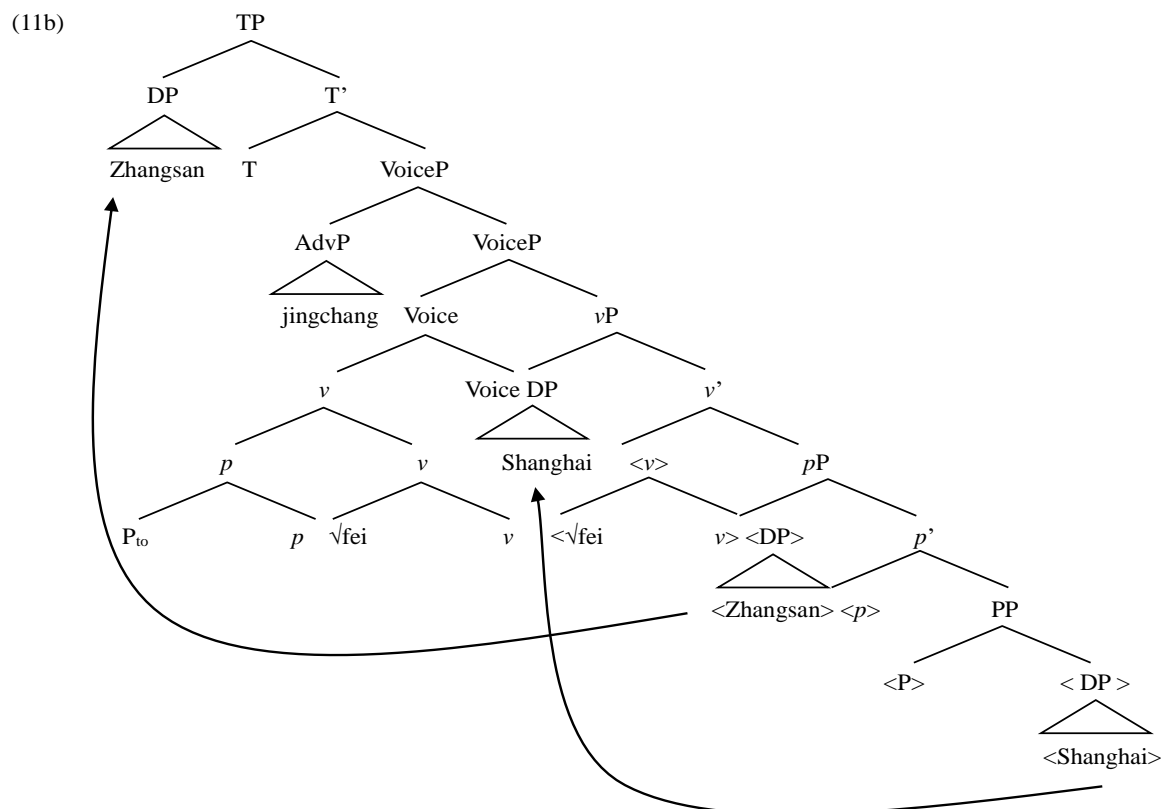 (11b) TP
DP T’
Zhangsan T VoiceP
AdvP VoiceP
jingchang Voice vP
v Voice DP v’
p v Shanghai <v> pP
P_to p √fei v <√fei v> <DP> p’
<Zhangsan> <p> PP
<P> < DP >
<Shanghai>